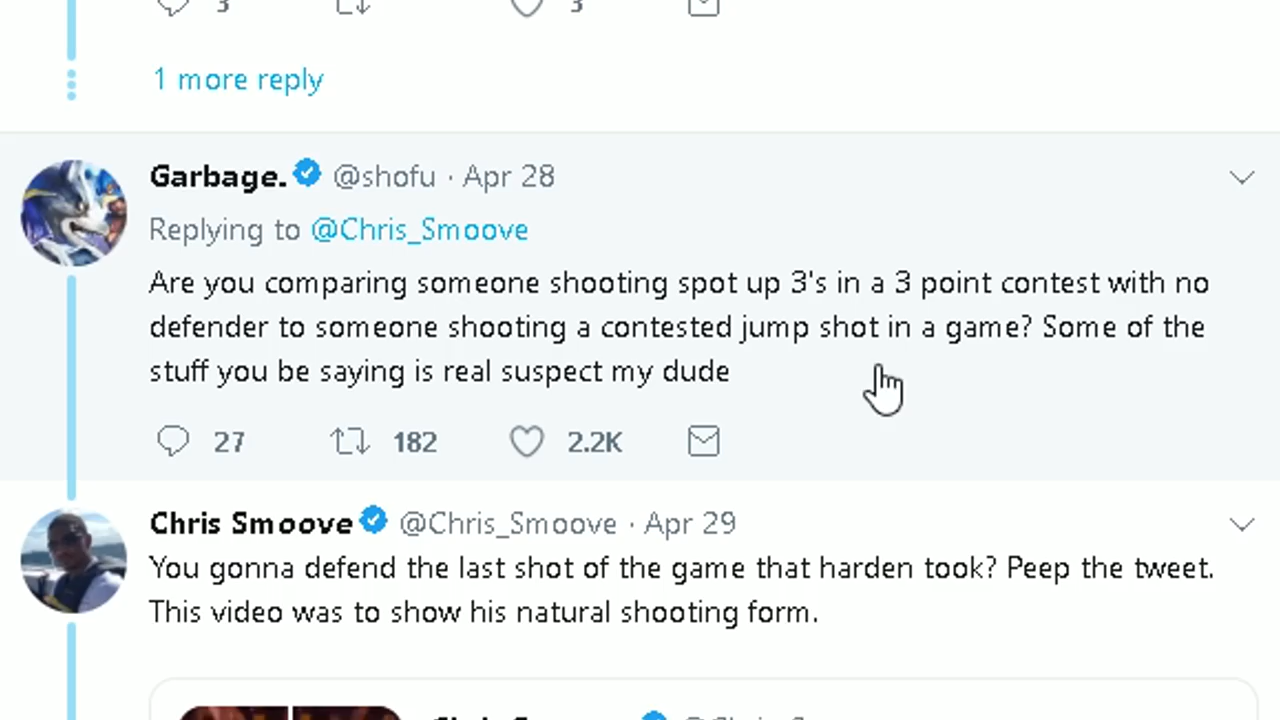 3 3
1 more reply
Garbage. @shofu · Apr 28
Replying to @Chris_Smoove
Are you comparing someone shooting spot up 3's in a 3 point contest with no
defender to someone shooting a contested jump shot in a game? Some of the
stuff you be saying is real suspect my dude
27 182 2.2K
Chris Smoove @Chris_Smoove · Apr 29
You gonna defend the last shot of the game that harden took? Peep the tweet.
This video was to show his natural shooting form.